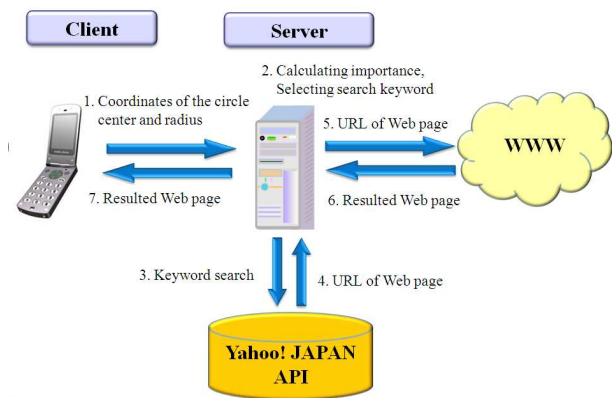 Client
Server
2. Calculating importance,
Selecting search keyword
1. Coordinates of the circle
center and radius
5. URL of Web page
WWW
7. Resulted Web page
6. Resulted Web page
3. Keyword search
4. URL of Web page
Yahoo! JAPAN
API